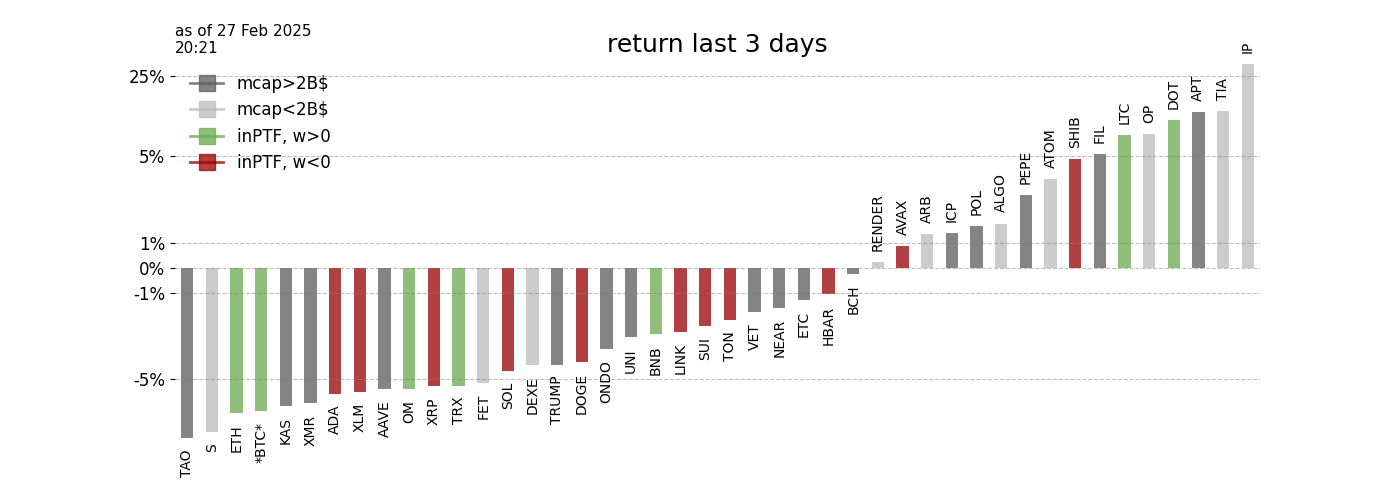 as of 27 Feb 2025
20:21
return last 3 days
25%
5%
1%
0%
-1%
-5%
mcap>2B$
mcap<2B$
inPTF, w>0
inPTF, w<0
TAO
S
ETH
*BTC*
KAS
XMR
ADA
XLM
AAVE
OM
XRP
TRX
FET
SOL
DEXE
TRUMP
DOGE
ONDO
UNI
BNB
LINK
SUI
TON
VET
NEAR
ETC
HBAR
BCH
RENDER
AVAX
ARB
ICP
POL
ALGO
PEPE
ATOM
SHIB
FIL
LTC
OP
DOT
APT
TIA
IP